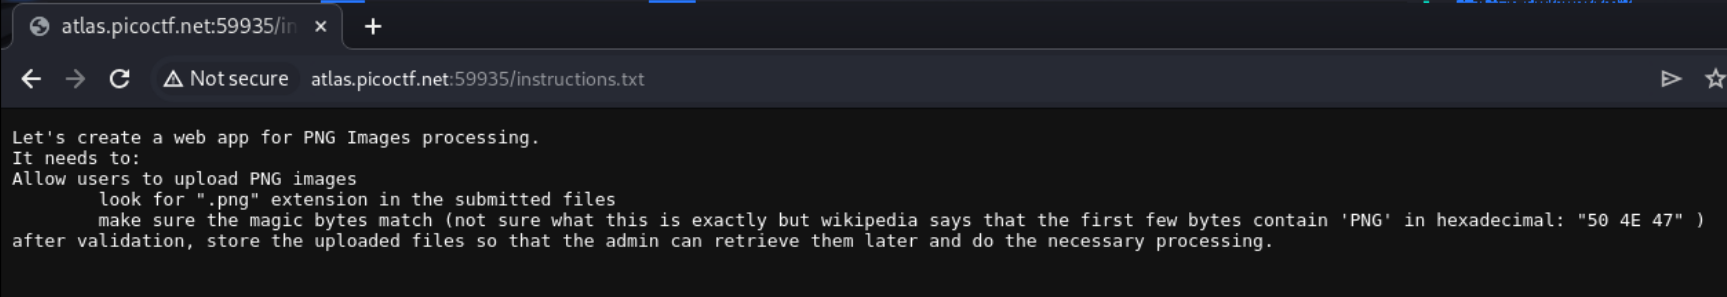 atlas.picoctf.net:59935/in
Not secure
atlas.picoctf.net:59935/instructions.txt
Let's create a web app for PNG Images processing.
It needs to:
Allow users to upload PNG images
look for ".png" extension in the submitted files
make sure the magic bytes match (not sure what this is exactly but wikipedia says that the first few bytes contain 'PNG' in hexadecimal: "50 4E 47" )
after validation, store the uploaded files so that the admin can retrieve them later and do the necessary processing.